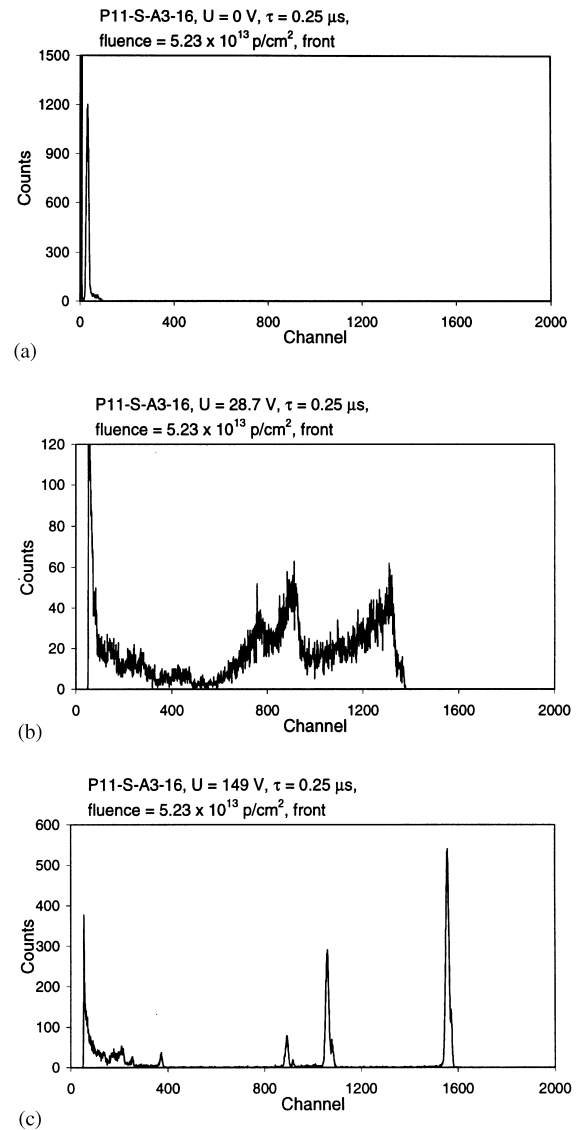 P11-S-A3-16, U = 0 V, τ = 0.25 μs,
fluence = 5.23 x 10¹³ p/cm², front
1500
1200
900
600
300
0
Counts
0 400 800 1200 1600 2000
Channel
(a)
P11-S-A3-16, U = 28.7 V, τ = 0.25 μs,
fluence = 5.23 x 10¹³ p/cm², front
120
100
80
60
40
20
0
Counts
0 400 800 1200 1600 2000
Channel
(b)
P11-S-A3-16, U = 149 V, τ = 0.25 μs,
fluence = 5.23 x 10¹³ p/cm², front
600
500
400
300
200
100
0
Counts
0 400 800 1200 1600 2000
Channel
(c)